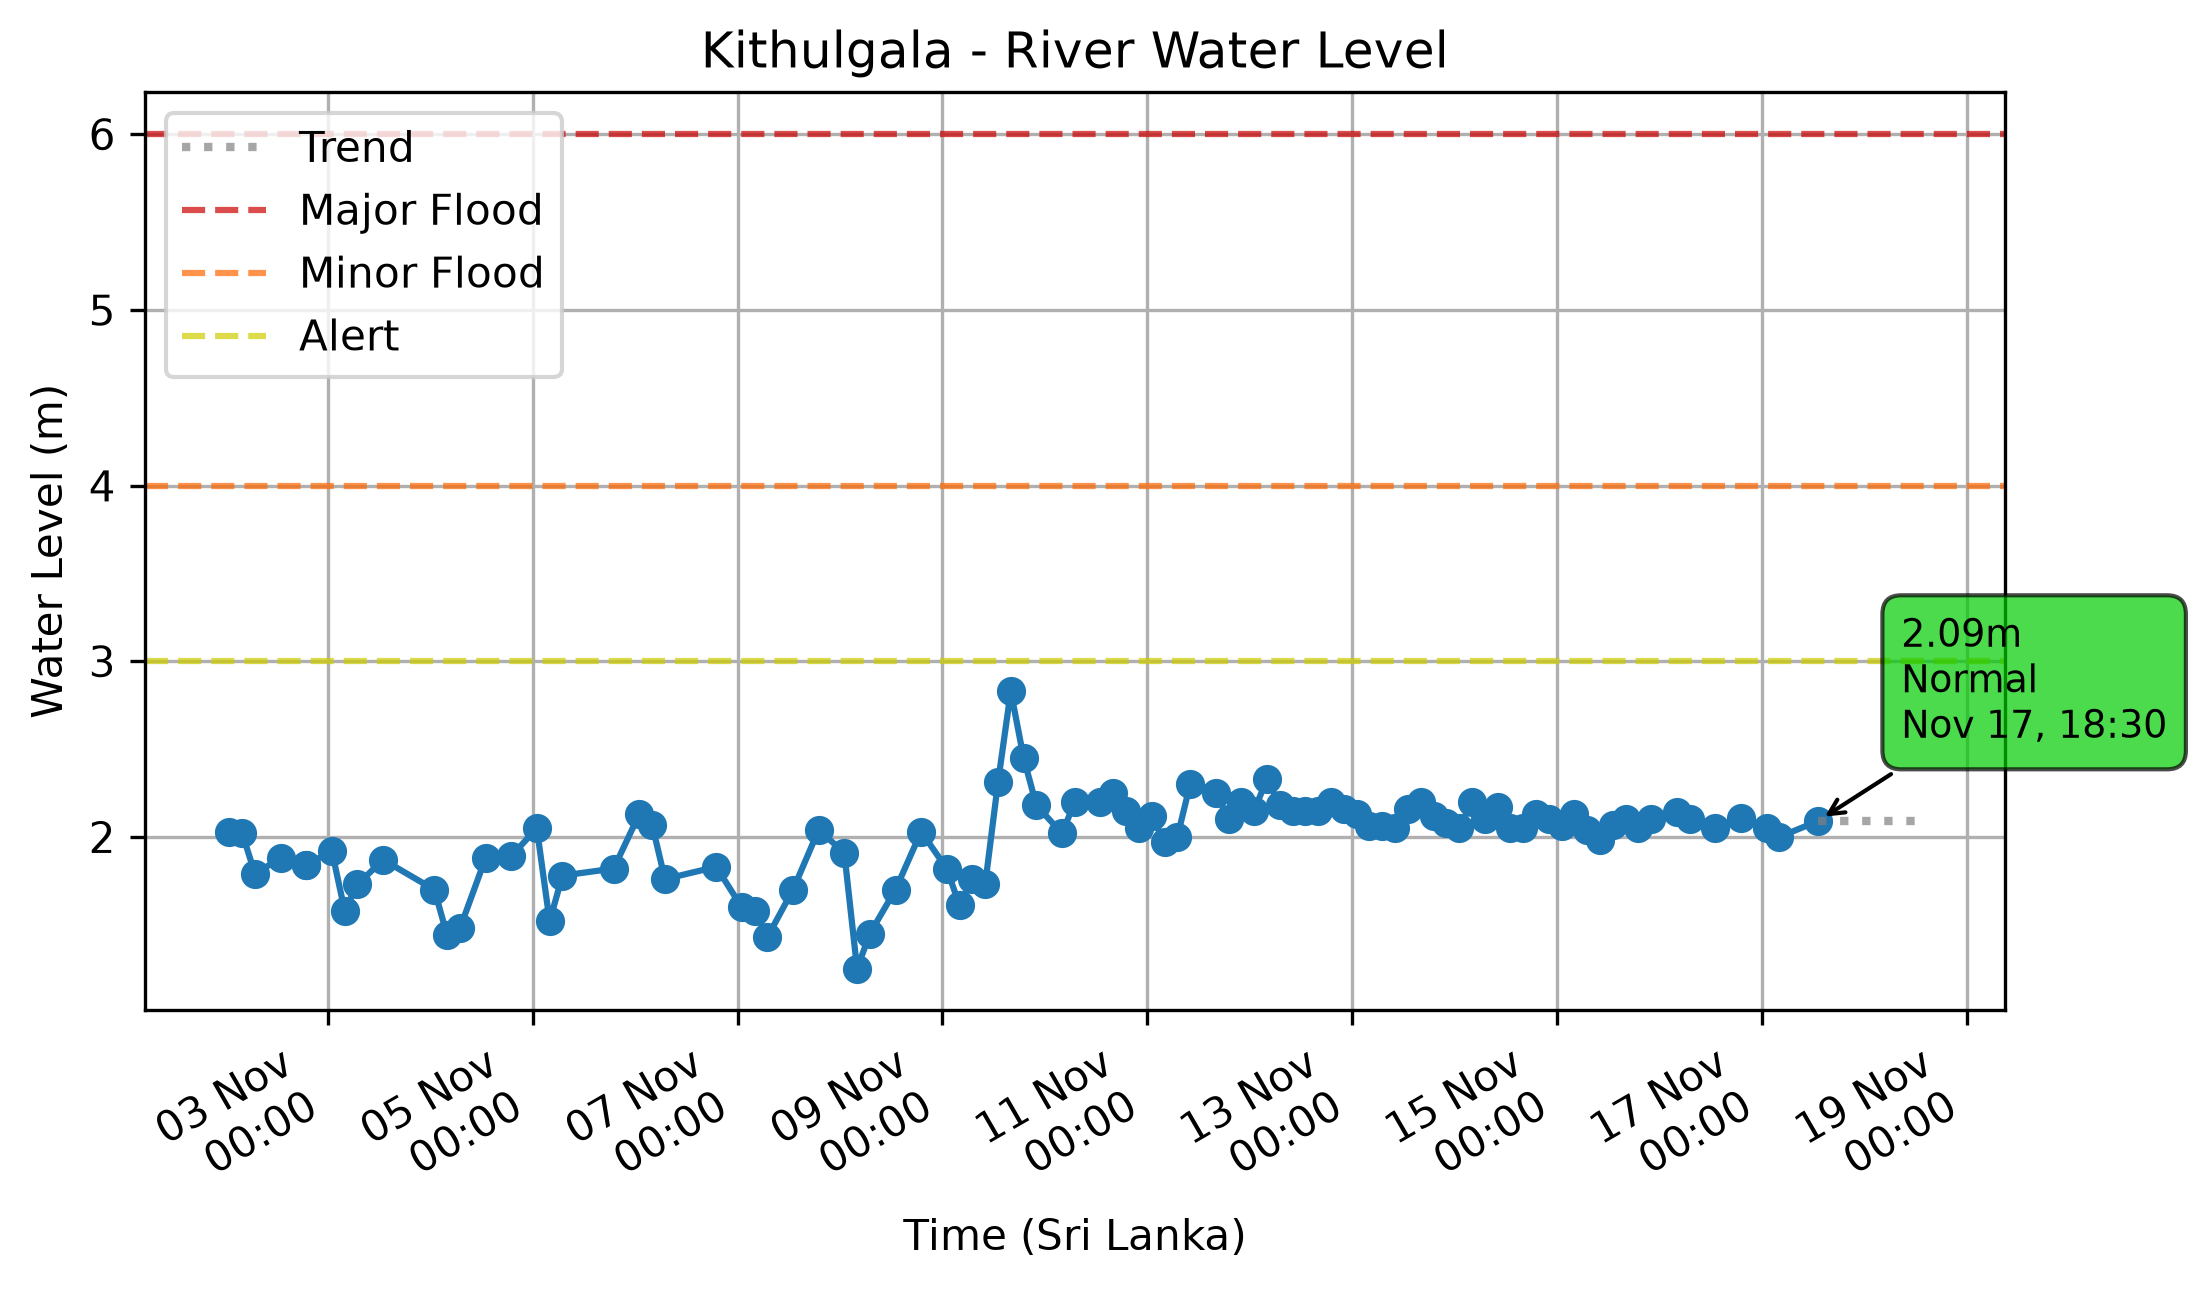 Kithulgala - River Water Level
6
5
4
3
2
Water Level (m)
Trend
Major Flood
Minor Flood
Alert
2.09m
Normal
Nov 17, 18:30
03 Nov
00:00
05 Nov
00:00
07 Nov
00:00
09 Nov
00:00
11 Nov
00:00
13 Nov
00:00
15 Nov
00:00
17 Nov
00:00
19 Nov
00:00
Time (Sri Lanka)